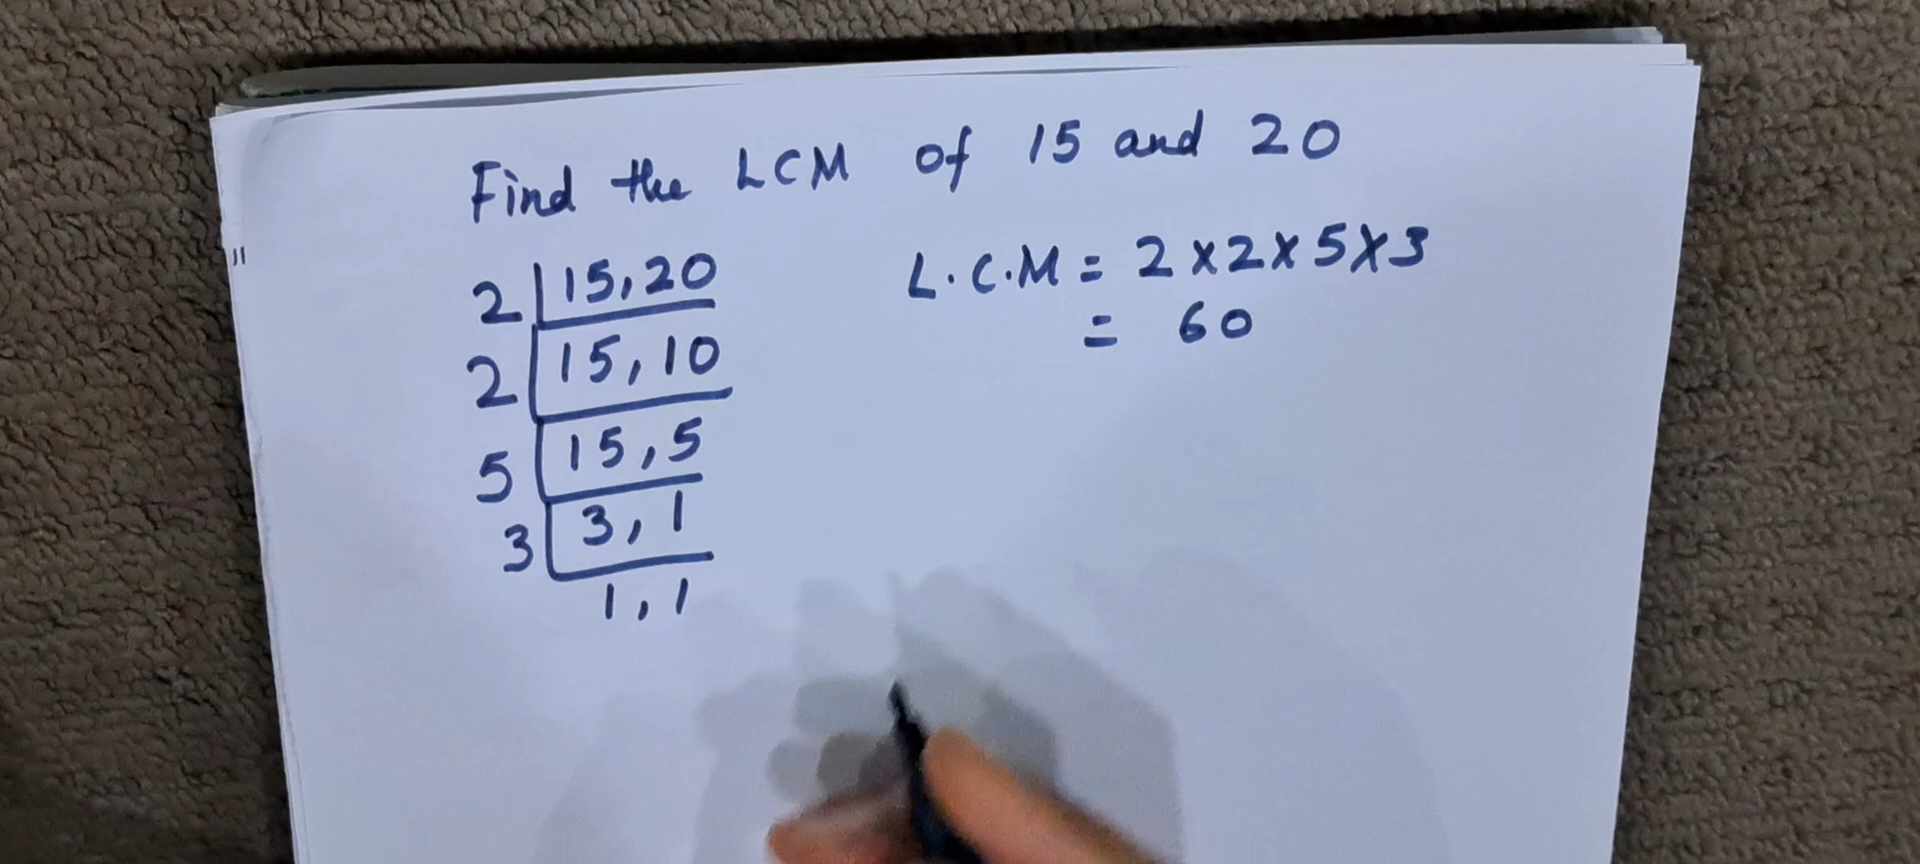 Find the LCM of 15 and 20
2 | 15, 20
2 | 15, 10
5 | 15, 5
3 | 3, 1
1, 1
L.C.M = 2 x 2 x 5 x 3
= 60